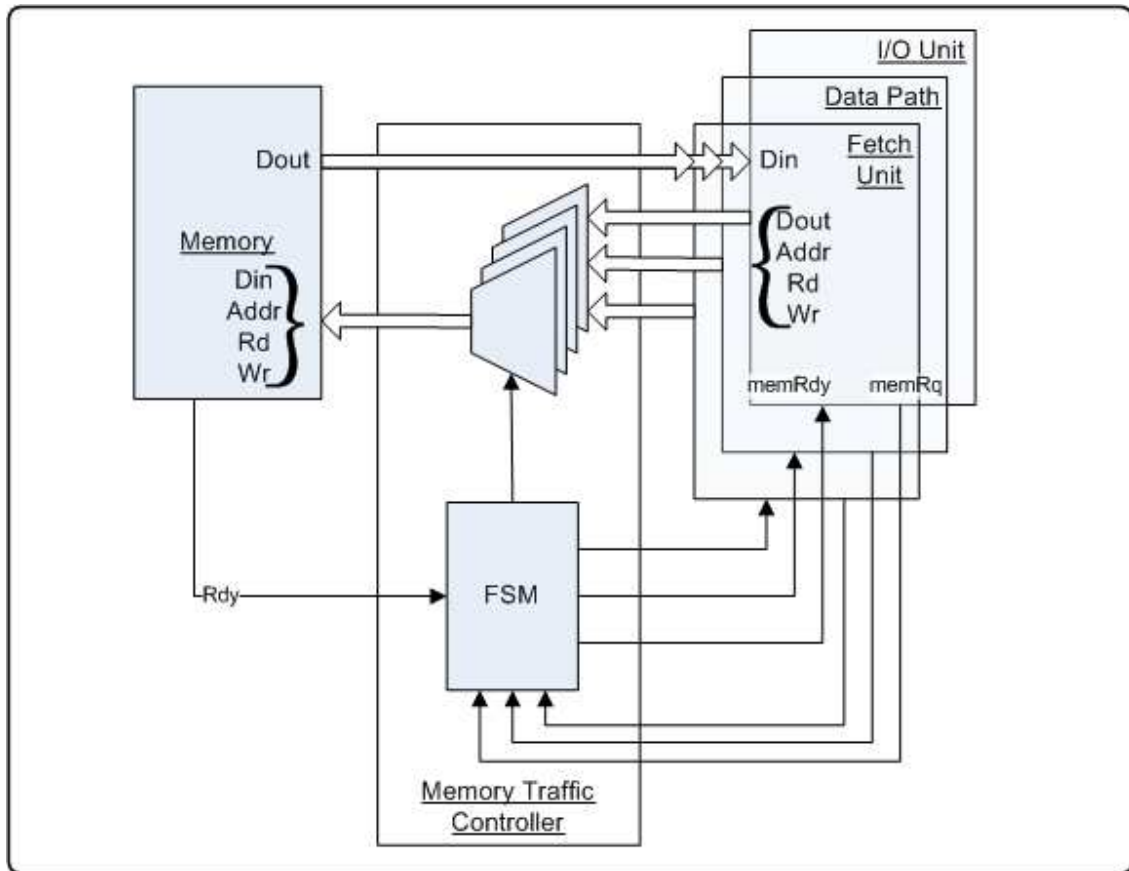 I/O Unit
Data Path
Fetch
Unit
Dout
Din
Memory
Din
Addr
Rd
Wr
Dout
Addr
Rd
Wr
memRdy
memRq
Rdy
FSM
Memory Traffic
Controller